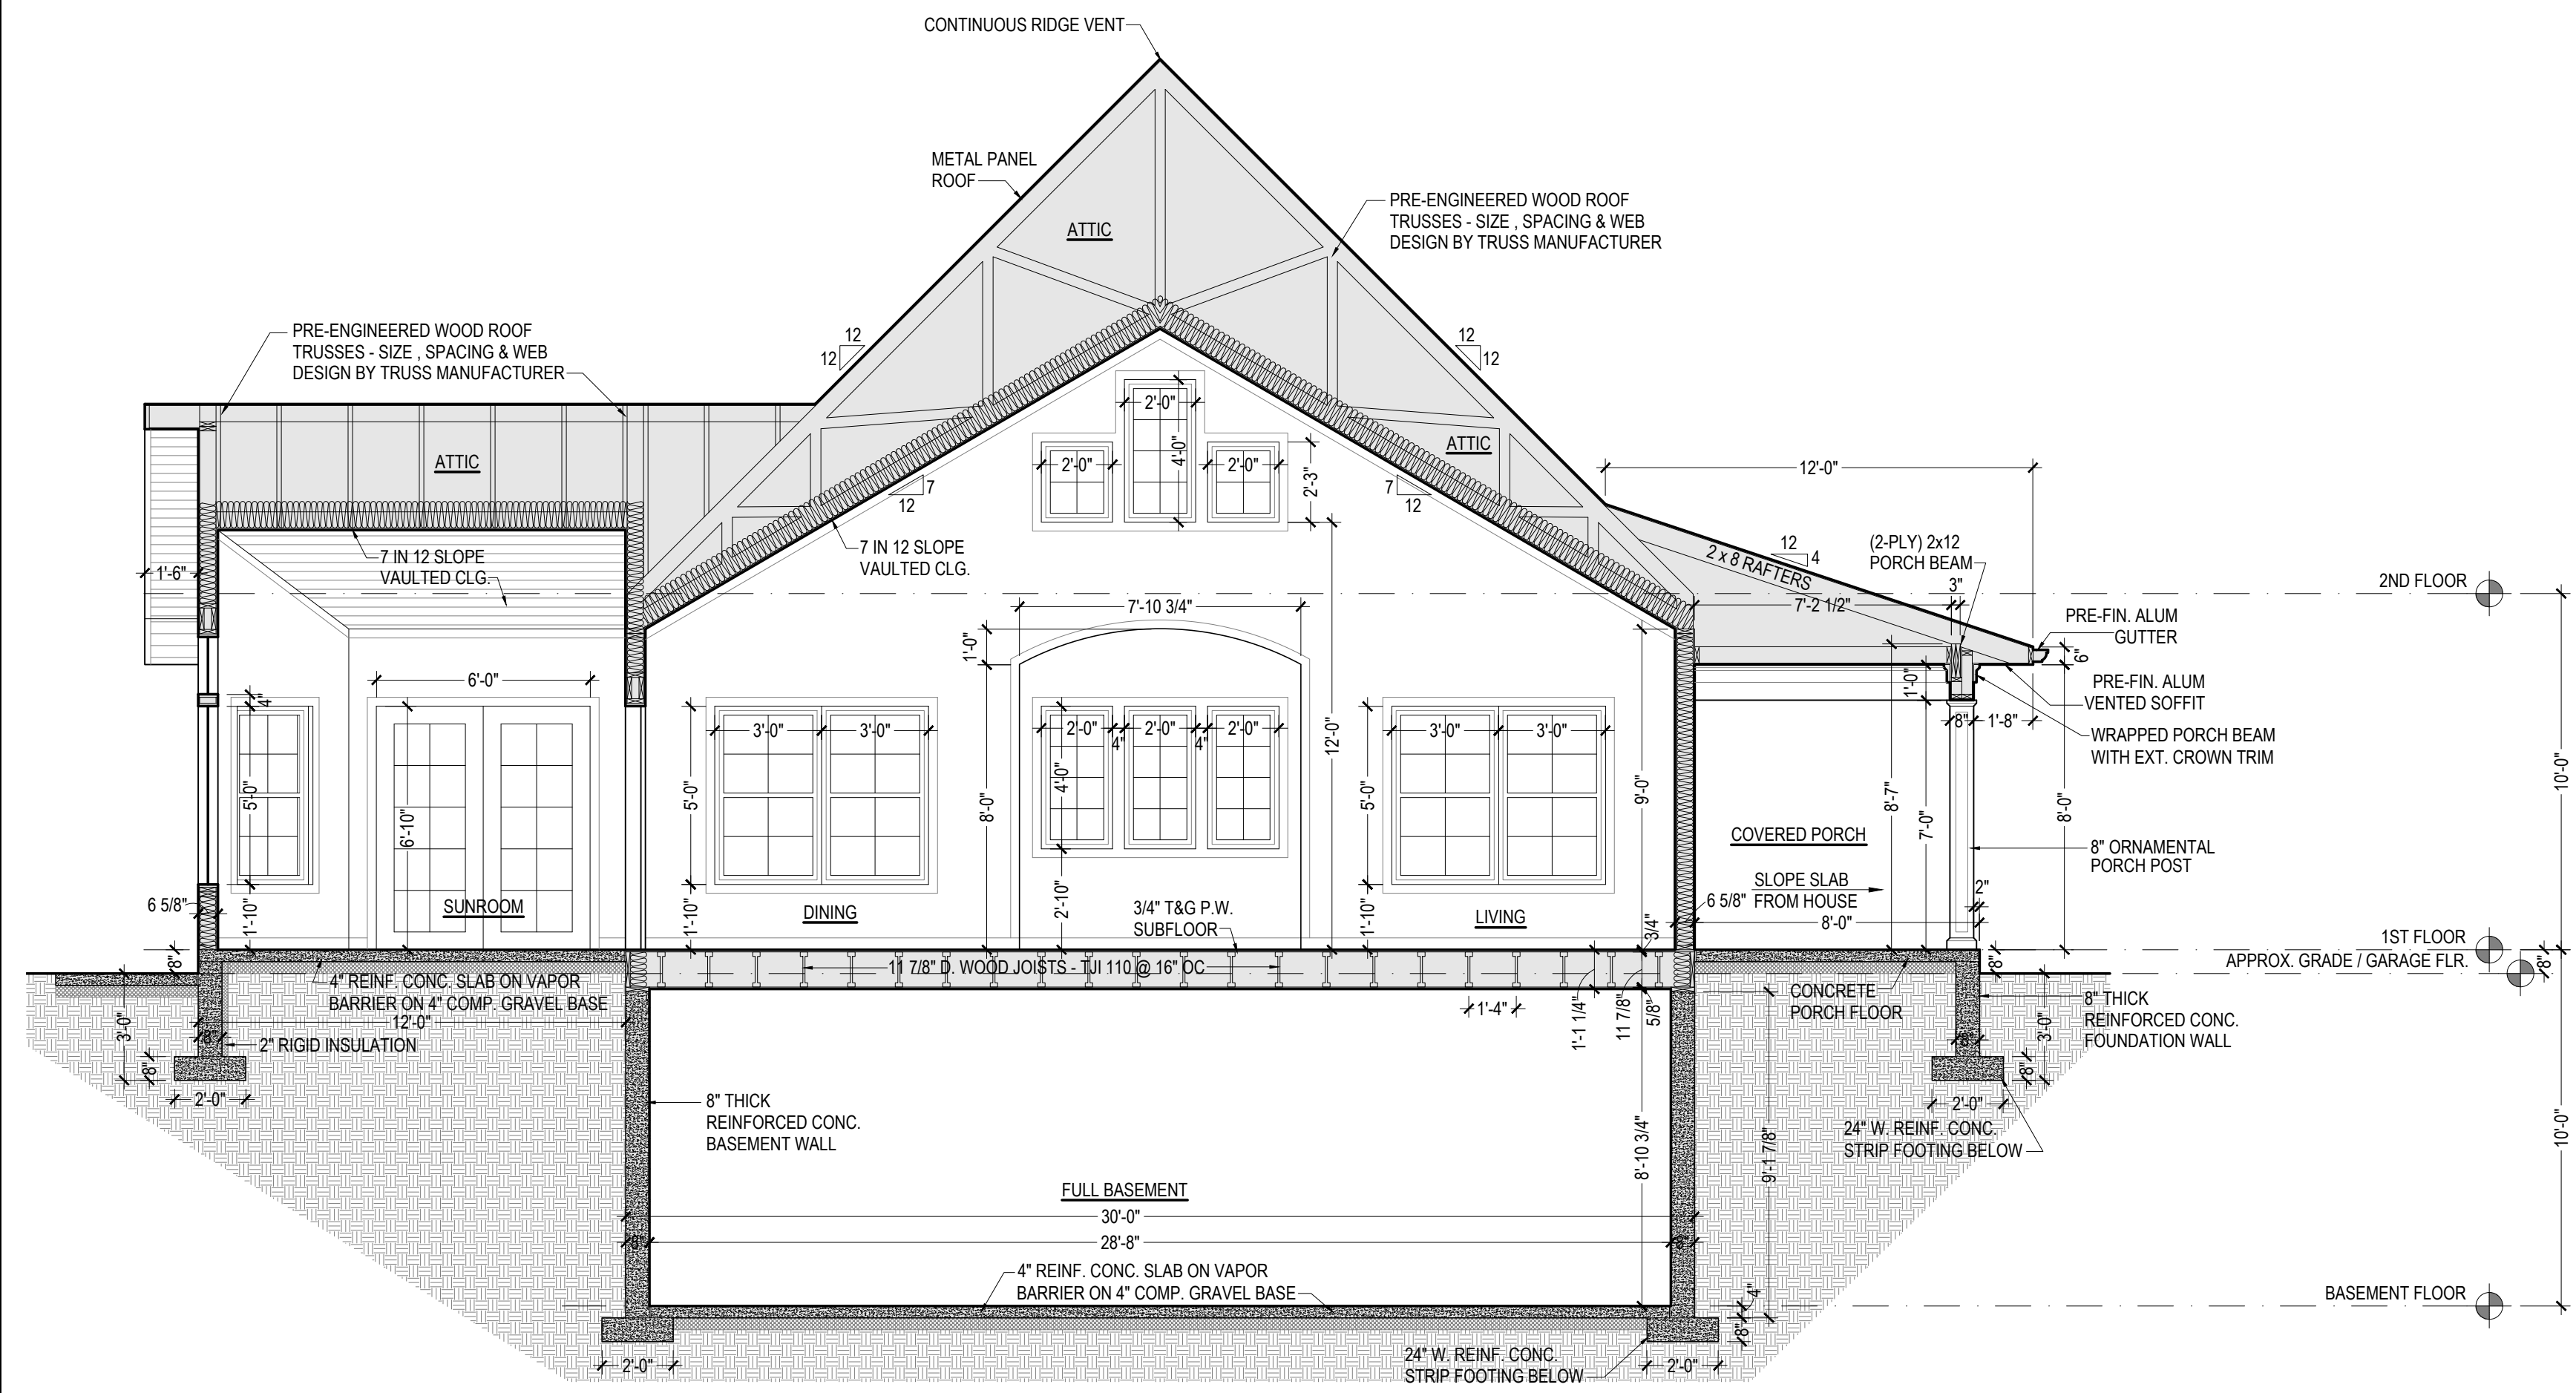 CONTINUOUS RIDGE VENT
METAL PANEL
ROOF
ATTIC
PRE-ENGINEERED WOOD ROOF
TRUSSES - SIZE , SPACING & WEB
DESIGN BY TRUSS MANUFACTURER
PRE-ENGINEERED WOOD ROOF
TRUSSES - SIZE , SPACING & WEB
DESIGN BY TRUSS MANUFACTURER
12
12
12
12
ATTIC
ATTIC
2'-0"
4'-0"
2'-0"
2'-0"
2'-3"
7
12
7
12
12'-0"
7 IN 12 SLOPE
VAULTED CLG.
7 IN 12 SLOPE
VAULTED CLG.
1'-6"
12
4
2 x 8 RAFTERS
(2-PLY) 2x12
PORCH BEAM
3"
7'-2 1/2"
2ND FLOOR
PRE-FIN. ALUM
GUTTER
6"
PRE-FIN. ALUM
VENTED SOFFIT
7'-10 3/4"
1'-0"
1'-0"
8"
1'-8"
WRAPPED PORCH BEAM
WITH EXT. CROWN TRIM
6'-0"
4"
5'-0"
6'-10"
3'-0"
3'-0"
5'-0"
8'-0"
2'-0"
4"
2'-0"
4"
2'-0"
4'-0"
12'-0"
3'-0"
3'-0"
5'-0"
9'-0"
8'-7"
7'-0"
8'-0"
10'-0"
COVERED PORCH
8" ORNAMENTAL
PORCH POST
6 5/8"
1'-10"
SUNROOM
1'-10"
DINING
2'-10"
3/4" T&G P.W.
SUBFLOOR
1'-10"
LIVING
3/4"
6 5/8"
SLOPE SLAB
FROM HOUSE
2"
8'-0"
1ST FLOOR
APPROX. GRADE / GARAGE FLR.
8"
8"
8"
4" REINF. CONC. SLAB ON VAPOR
BARRIER ON 4" COMP. GRAVEL BASE
11 7/8" D. WOOD JOISTS - TJI 110 @ 16" OC
1'-4"
1'-1 1/4"
11 7/8"
5/8"
CONCRETE
PORCH FLOOR
8" THICK
REINFORCED CONC.
FOUNDATION WALL
12'-0"
3'-0"
8"
2" RIGID INSULATION
8"
2'-0"
8"
3'-0"
8"
2'-0"
24" W. REINF. CONC.
STRIP FOOTING BELOW
8" THICK
REINFORCED CONC.
BASEMENT WALL
8'-10 3/4"
9'-1 7/8"
10'-0"
FULL BASEMENT
30'-0"
8"
28'-8"
8"
4" REINF. CONC. SLAB ON VAPOR
BARRIER ON 4" COMP. GRAVEL BASE
4"
8"
BASEMENT FLOOR
2'-0"
24" W. REINF. CONC.
STRIP FOOTING BELOW
2'-0"